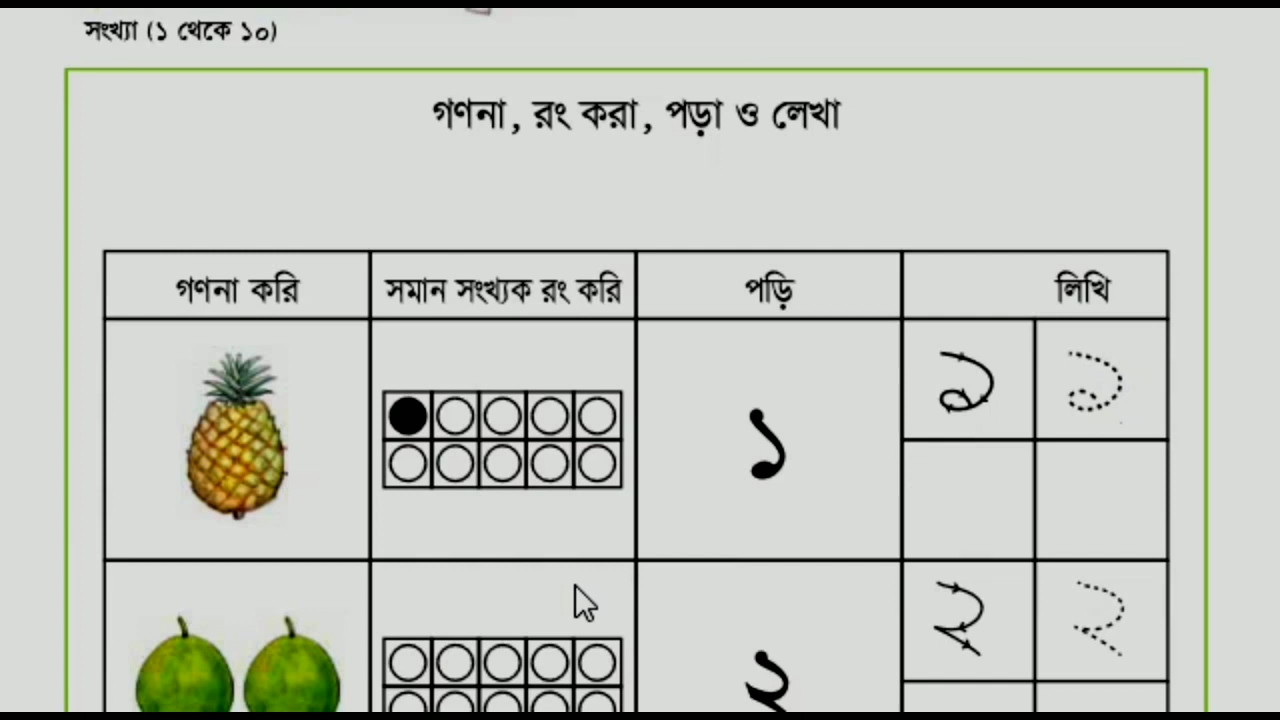 সংখ্যা (১ থেকে ১০)
গণনা, রং করা, পড়া ও লেখা
গণনা করি সমান সংখ্যক রং করি পড়ি লিখি
১ ১ ১
২ ২ ২